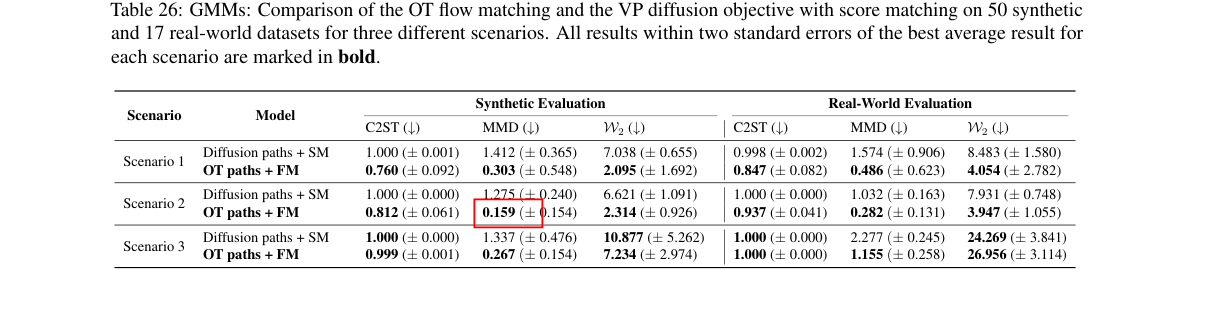 Table 26: GMMs: Comparison of the OT flow matching and the VP diffusion objective with score matching on 50 synthetic
and 17 real-world datasets for three different scenarios. All results within two standard errors of the best average result for
each scenario are marked in bold.
Scenario Model Synthetic Evaluation Real-World Evaluation
C2ST (↓) MMD (↓) W₂ (↓) C2ST (↓) MMD (↓) W₂ (↓)
Scenario 1 Diffusion paths + SM 1.000 (± 0.001) 1.412 (± 0.365) 7.038 (± 0.655) 0.998 (± 0.002) 1.574 (± 0.906) 8.483 (± 1.580)
OT paths + FM 0.760 (± 0.092) 0.303 (± 0.548) 2.095 (± 1.692) 0.847 (± 0.082) 0.486 (± 0.623) 4.054 (± 2.782)
Scenario 2 Diffusion paths + SM 1.000 (± 0.000) 1.275 (± 0.240) 6.621 (± 1.091) 1.000 (± 0.000) 1.032 (± 0.163) 7.931 (± 0.748)
OT paths + FM 0.812 (± 0.061) 0.159 (± 0.154) 2.314 (± 0.926) 0.937 (± 0.041) 0.282 (± 0.131) 3.947 (± 1.055)
Scenario 3 Diffusion paths + SM 1.000 (± 0.000) 1.337 (± 0.476) 10.877 (± 5.262) 1.000 (± 0.000) 2.277 (± 0.245) 24.269 (± 3.841)
OT paths + FM 0.999 (± 0.001) 0.267 (± 0.154) 7.234 (± 2.974) 1.000 (± 0.000) 1.155 (± 0.258) 26.956 (± 3.114)